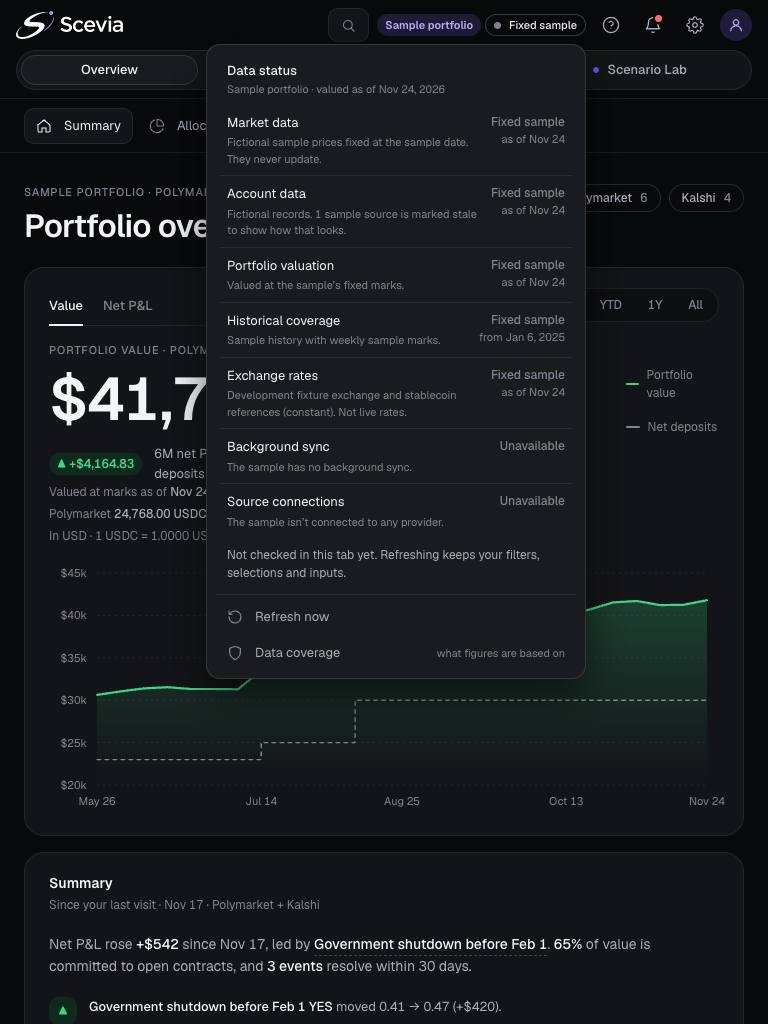 Scevia
Sample portfolio
Fixed sample
Overview
Scenario Lab
Summary
SAMPLE PORTFOLIO
Kalshi 4
6
Data status
Sample portfolio · valued as of Nov 24, 2026
Market data
Fixed sample
Fictional sample prices fixed at the sample date.
as of Nov 24
They never update.
Account data
Fixed sample
Fictional records. 1 sample source is marked stale
as of Nov 24
to show how that looks.
Portfolio valuation
Fixed sample
Valued at the sample’s fixed marks.
as of Nov 24
Historical coverage
Fixed sample
Sample history with weekly sample marks.
from Jan 6, 2025
Exchange rates
Fixed sample
Development fixture exchange and stablecoin
as of Nov 24
references (constant). Not live rates.
Background sync
Unavailable
The sample has no background sync.
Source connections
Unavailable
The sample isn’t connected to any provider.
Not checked in this tab yet. Refreshing keeps your filters,
selections and inputs.
Refresh now
Data coverage
what figures are based on
Value
Net P&L
YTD
1Y
All
PORTFOLIO VALUE ·
Portfolio
value
Net deposits
$41,7
+$4,164.83
6M net
deposits
Valued at marks as of Nov 24
Polymarket 24,768.00 USDC
In USD · 1 USDC = 1.0000
$45k
$40k
$35k
$30k
$25k
$20k
May 26
Jul 14
Aug 25
Oct 13
Nov 24
Summary
Since your last visit · Nov 17 · Polymarket + Kalshi
Net P&L rose +$542 since Nov 17, led by Government shutdown before Feb 1. 65% of value is
committed to open contracts, and 3 events resolve within 30 days.
Government shutdown before Feb 1 YES moved 0.41 → 0.47 (+$420).